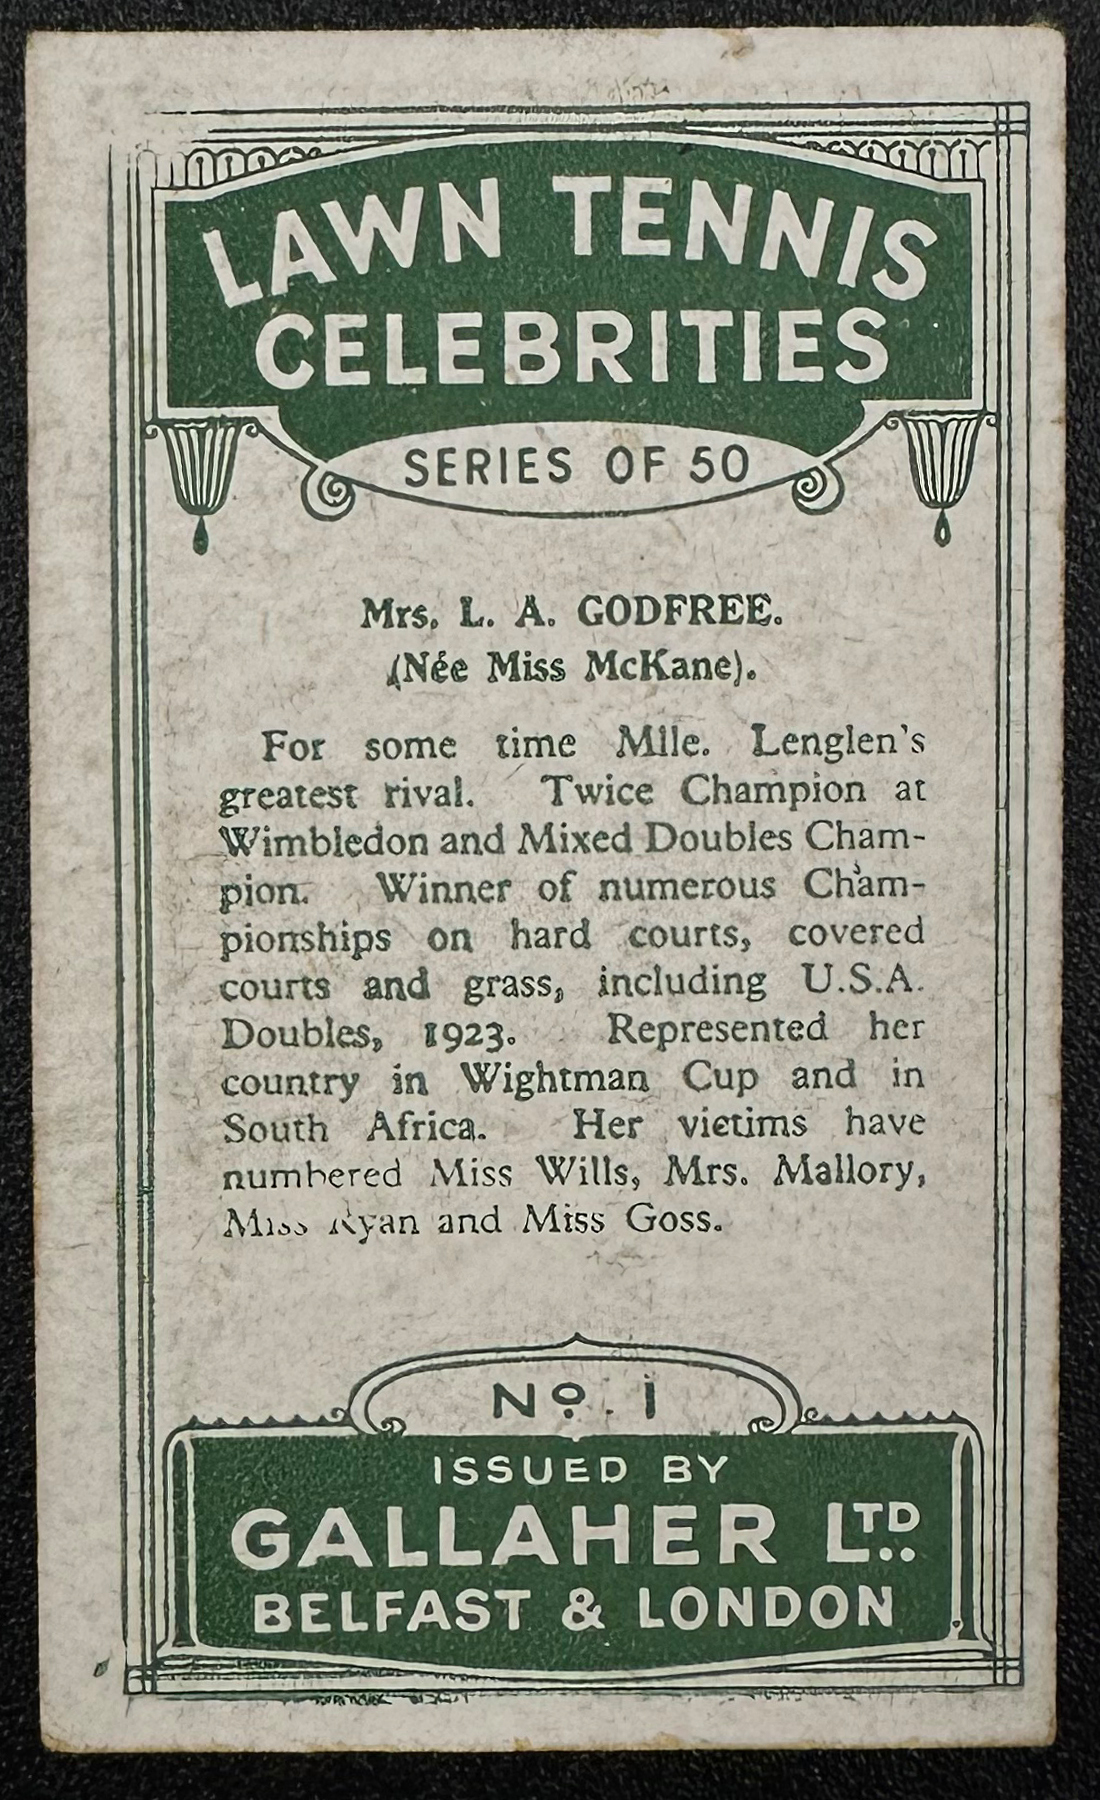 LAWN TENNIS
CELEBRITIES
SERIES OF 50
Mrs. L. A. GODFREE.
(Née Miss McKane).
For some time Mlle. Lenglen's
greatest rival. Twice Champion at
Wimbledon and Mixed Doubles Cham-
pion. Winner of numerous Cham-
pionships on hard courts, covered
courts and grass, including U.S.A.
Doubles, 1923. Represented her
country in Wightman Cup and in
South Africa. Her victims have
numbered Miss Wills, Mrs. Mallory,
Miss Ryan and Miss Goss.
No. 1
ISSUED BY
GALLAHER LTD
BELFAST & LONDON